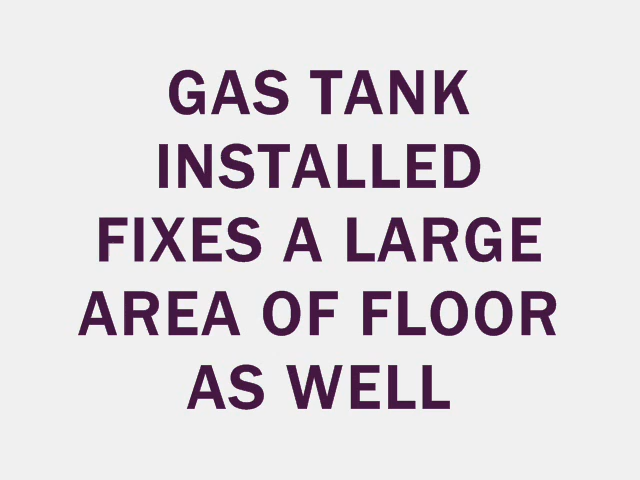 GAS TANK
INSTALLED
FIXES A LARGE
AREA OF FLOOR
AS WELL